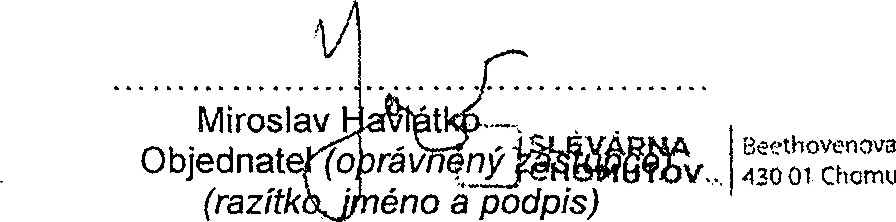 Miroslav Havlátko
Objednatel (oprávněný zástupce)
(razítko, jméno a podpis)
SLÉVÁRNA
CHOMUTOV
Beethovenova
430 01 Chomu